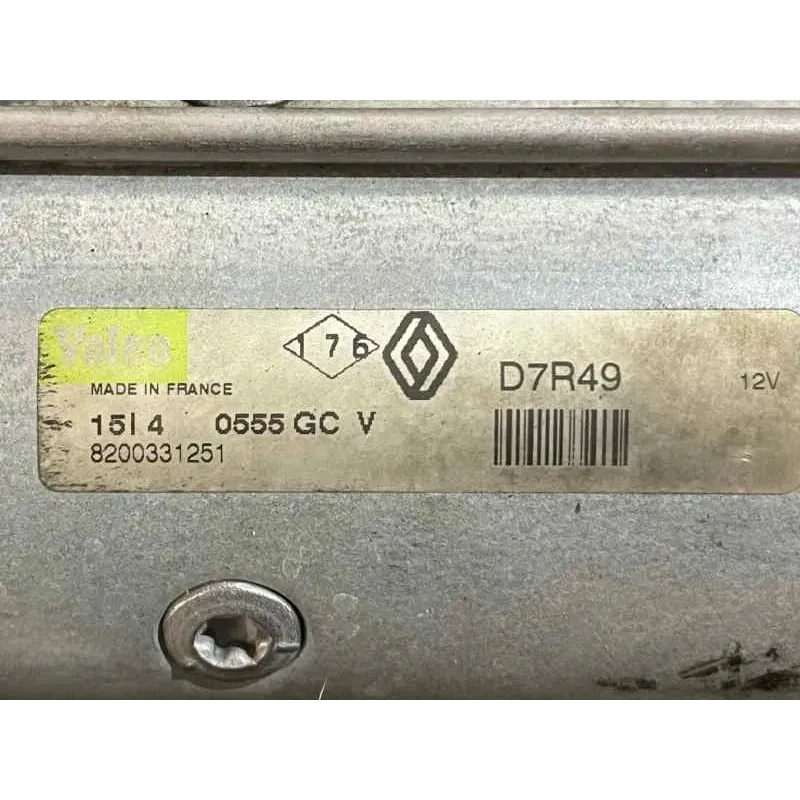 Valeo
176
D7R49
12V
MADE IN FRANCE
15I 4 0555 GC V
8200331251